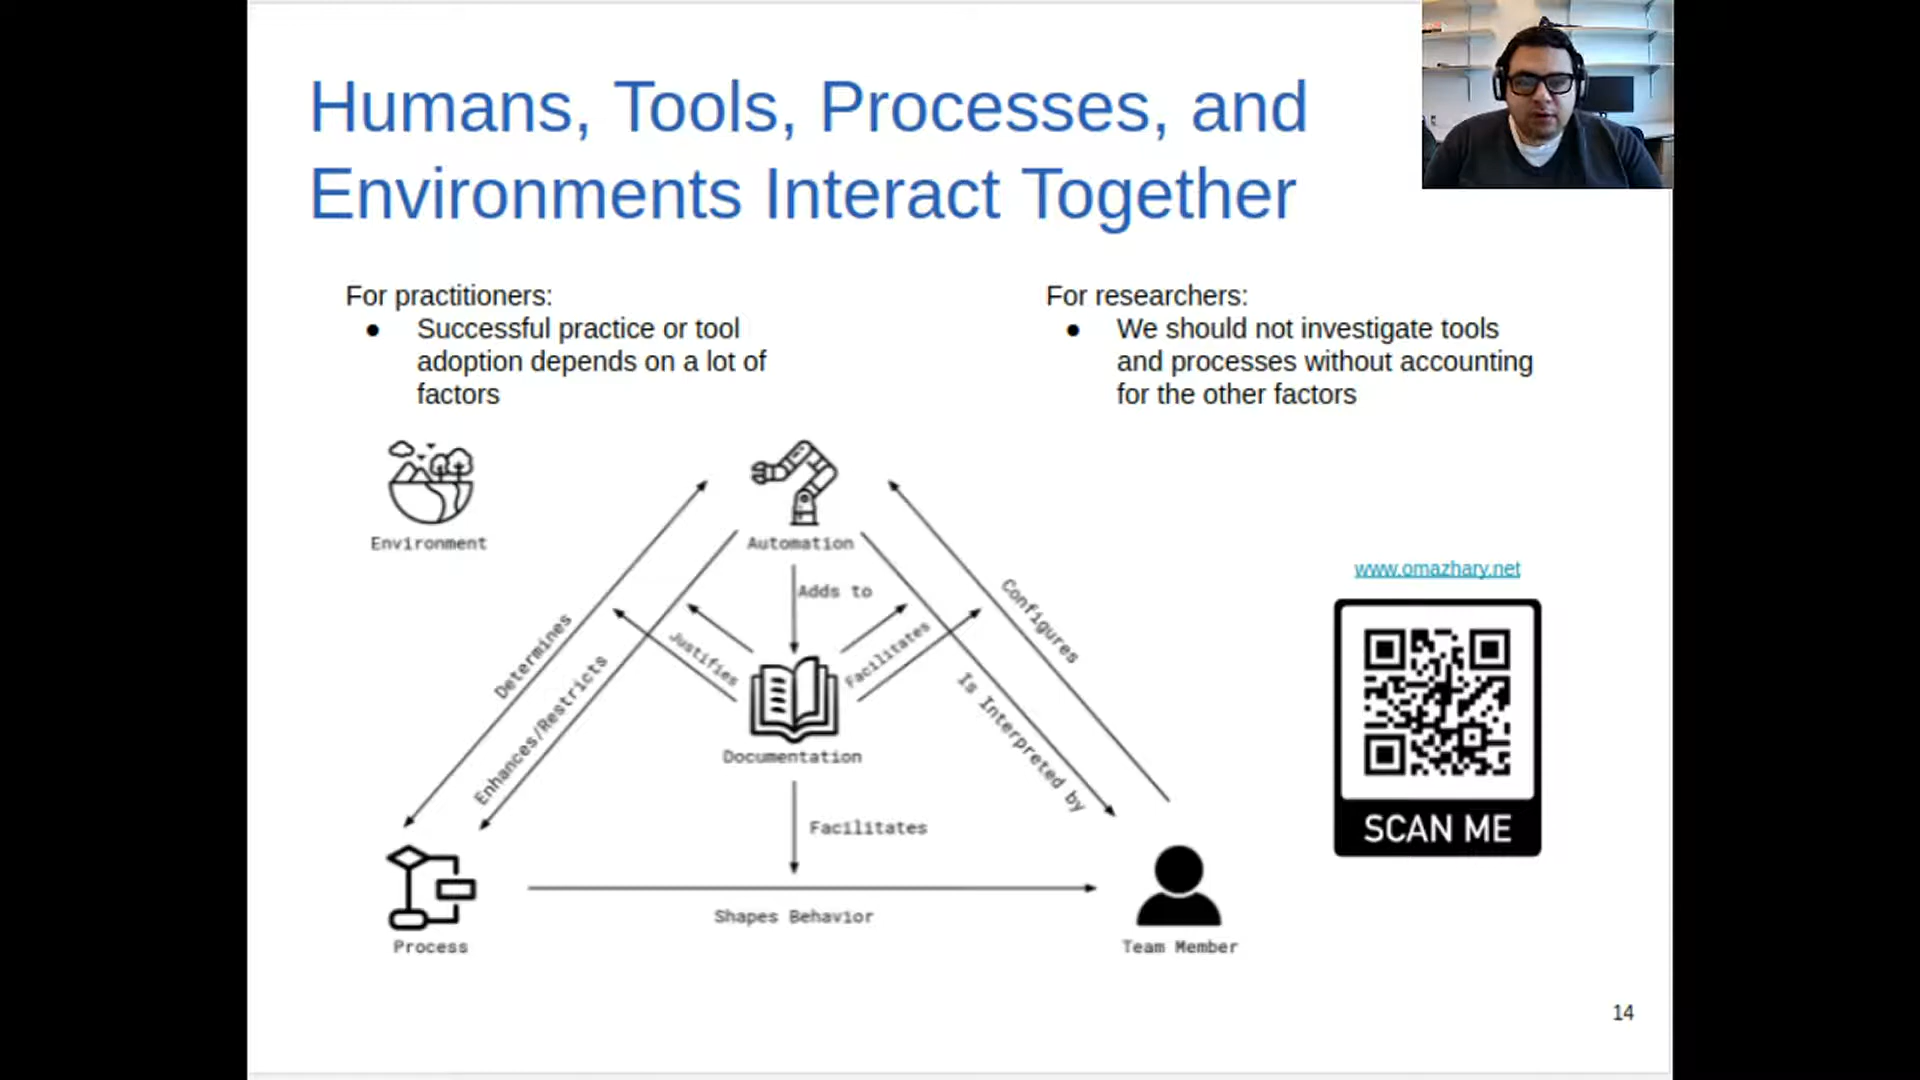 Humans, Tools, Processes, and
Environments Interact Together
For practitioners:
● Successful practice or tool
adoption depends on a lot of
factors
For researchers:
● We should not investigate tools
and processes without accounting
for the other factors
Environment
Automation
Adds to
Determines
Enhances/Restricts
Justifies
Facilitates
Configures
Is Interpreted by
Documentation
Facilitates
Shapes Behavior
Process
Team Member
www.omazhary.net
SCAN ME
14